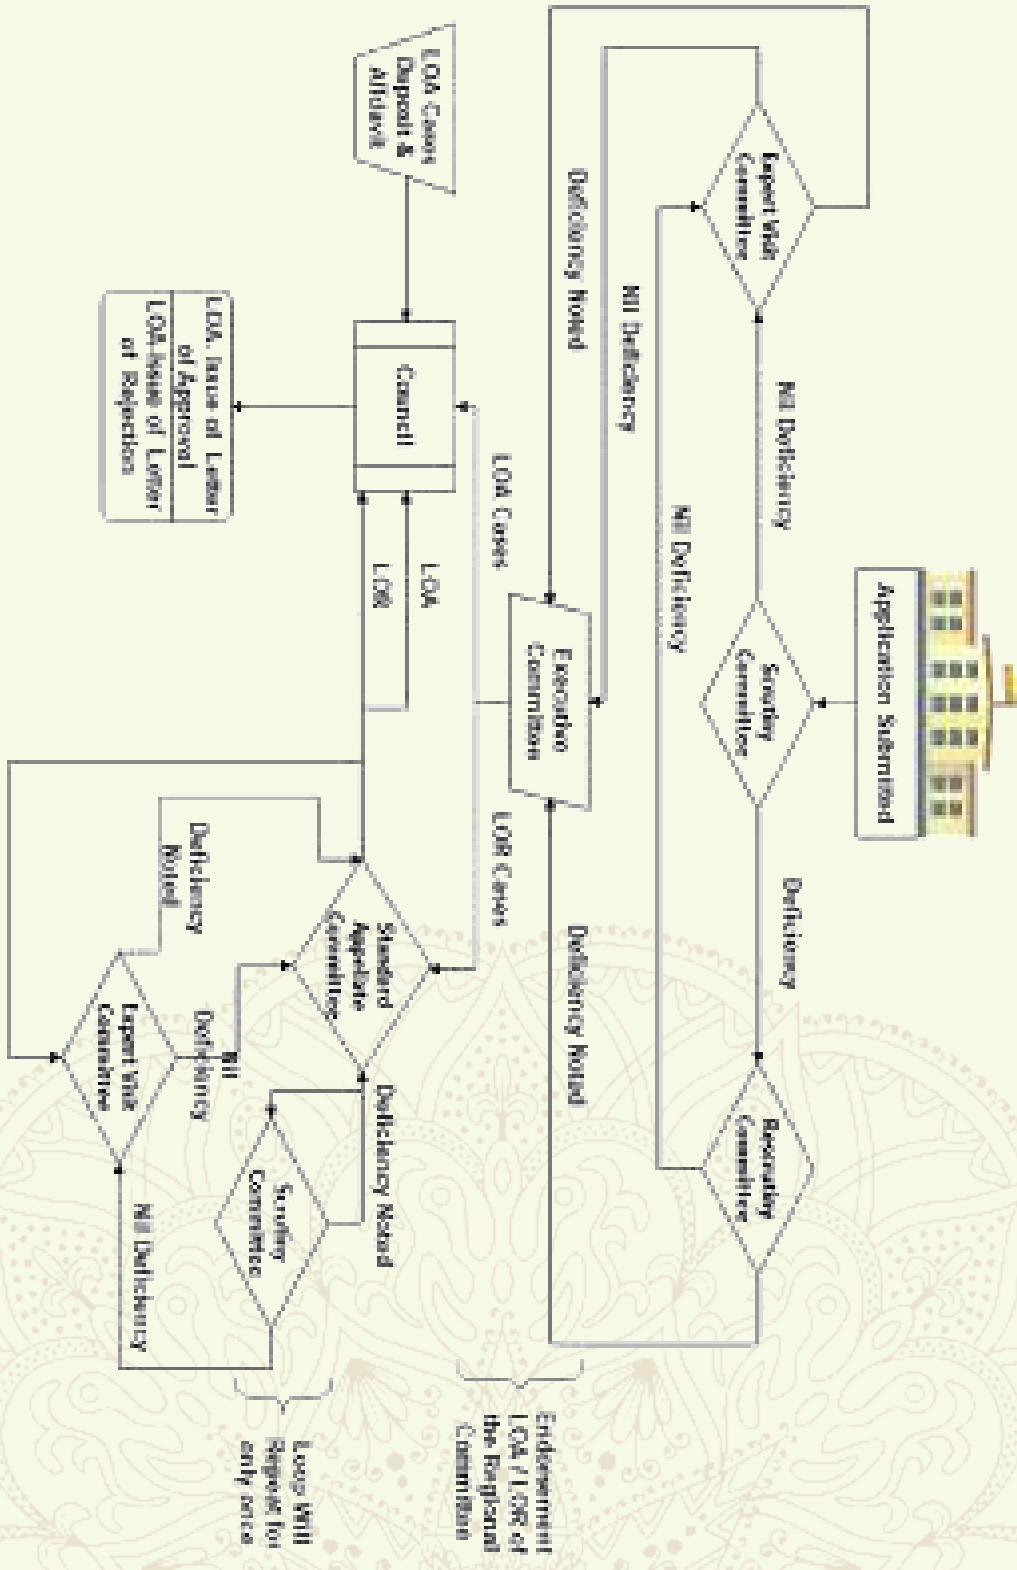 Application Submitted
Deficiency
Scrutiny
Committee
Nil Deficiency
Expert Visit
Committee
Rescrutiny
Committee
Nil Deficiency
Nil Deficiency
Deficiency Noted
Deficiency Noted
Executive
Committee
Endorsement
LOA / LOR of
the Regional
Committee
LOA Cases
LOR Cases
LOA Cases
Deposit &
Affidavit
Council
LOA
LOR
Standard
Appelate
Committee
Deficiency Noted
Scrutiny
Committee
Loop Will
Repeat for
only once
LOA. Issue of Letter
of Approval
LOA-Issue of Letter
of Rejection
Deficiency
Noted
Nil
Deficiency
Expert Visit
Committee
Nil Deficiency